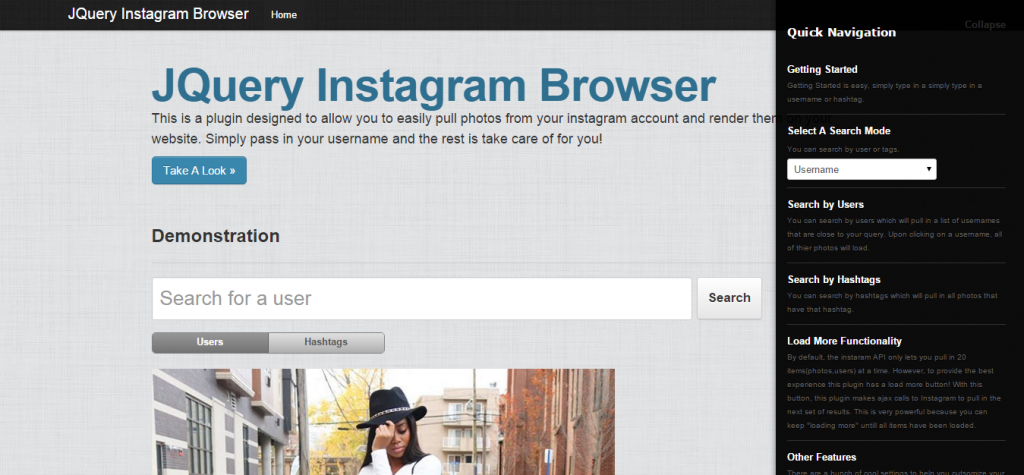 JQuery Instagram Browser
Home
JQuery Instagram Browser
This is a plugin designed to allow you to easily pull photos from your instagram account and render them on your
website. Simply pass in your username and the rest is take care of for you!
Take A Look »
Demonstration
Search for a user
Search
Users
Hashtags
Collapse
Quick Navigation
Getting Started
Getting Started is easy, simply type in a simply type in a
username or hashtag.
Select A Search Mode
You can search by user or tags.
Username
Search by Users
You can search by users which will pull in a list of usernames
that are close to your query. Upon clicking on a username, all
of thier photos will load.
Search by Hashtags
You can search by hashtags which will pull in all photos that
have that hashtag.
Load More Functionality
By default, the instaram API only lets you pull in 20
items(photos,users) at a time. However, to provide the best
experience this plugin has a load more button! With this
button, this plugin makes ajax calls to Instagram to pull in the
next set of results. This is very powerful because you can
keep "loading more" untill all items have been loaded.
Other Features
There are a bunch of cool settings to help you customize your